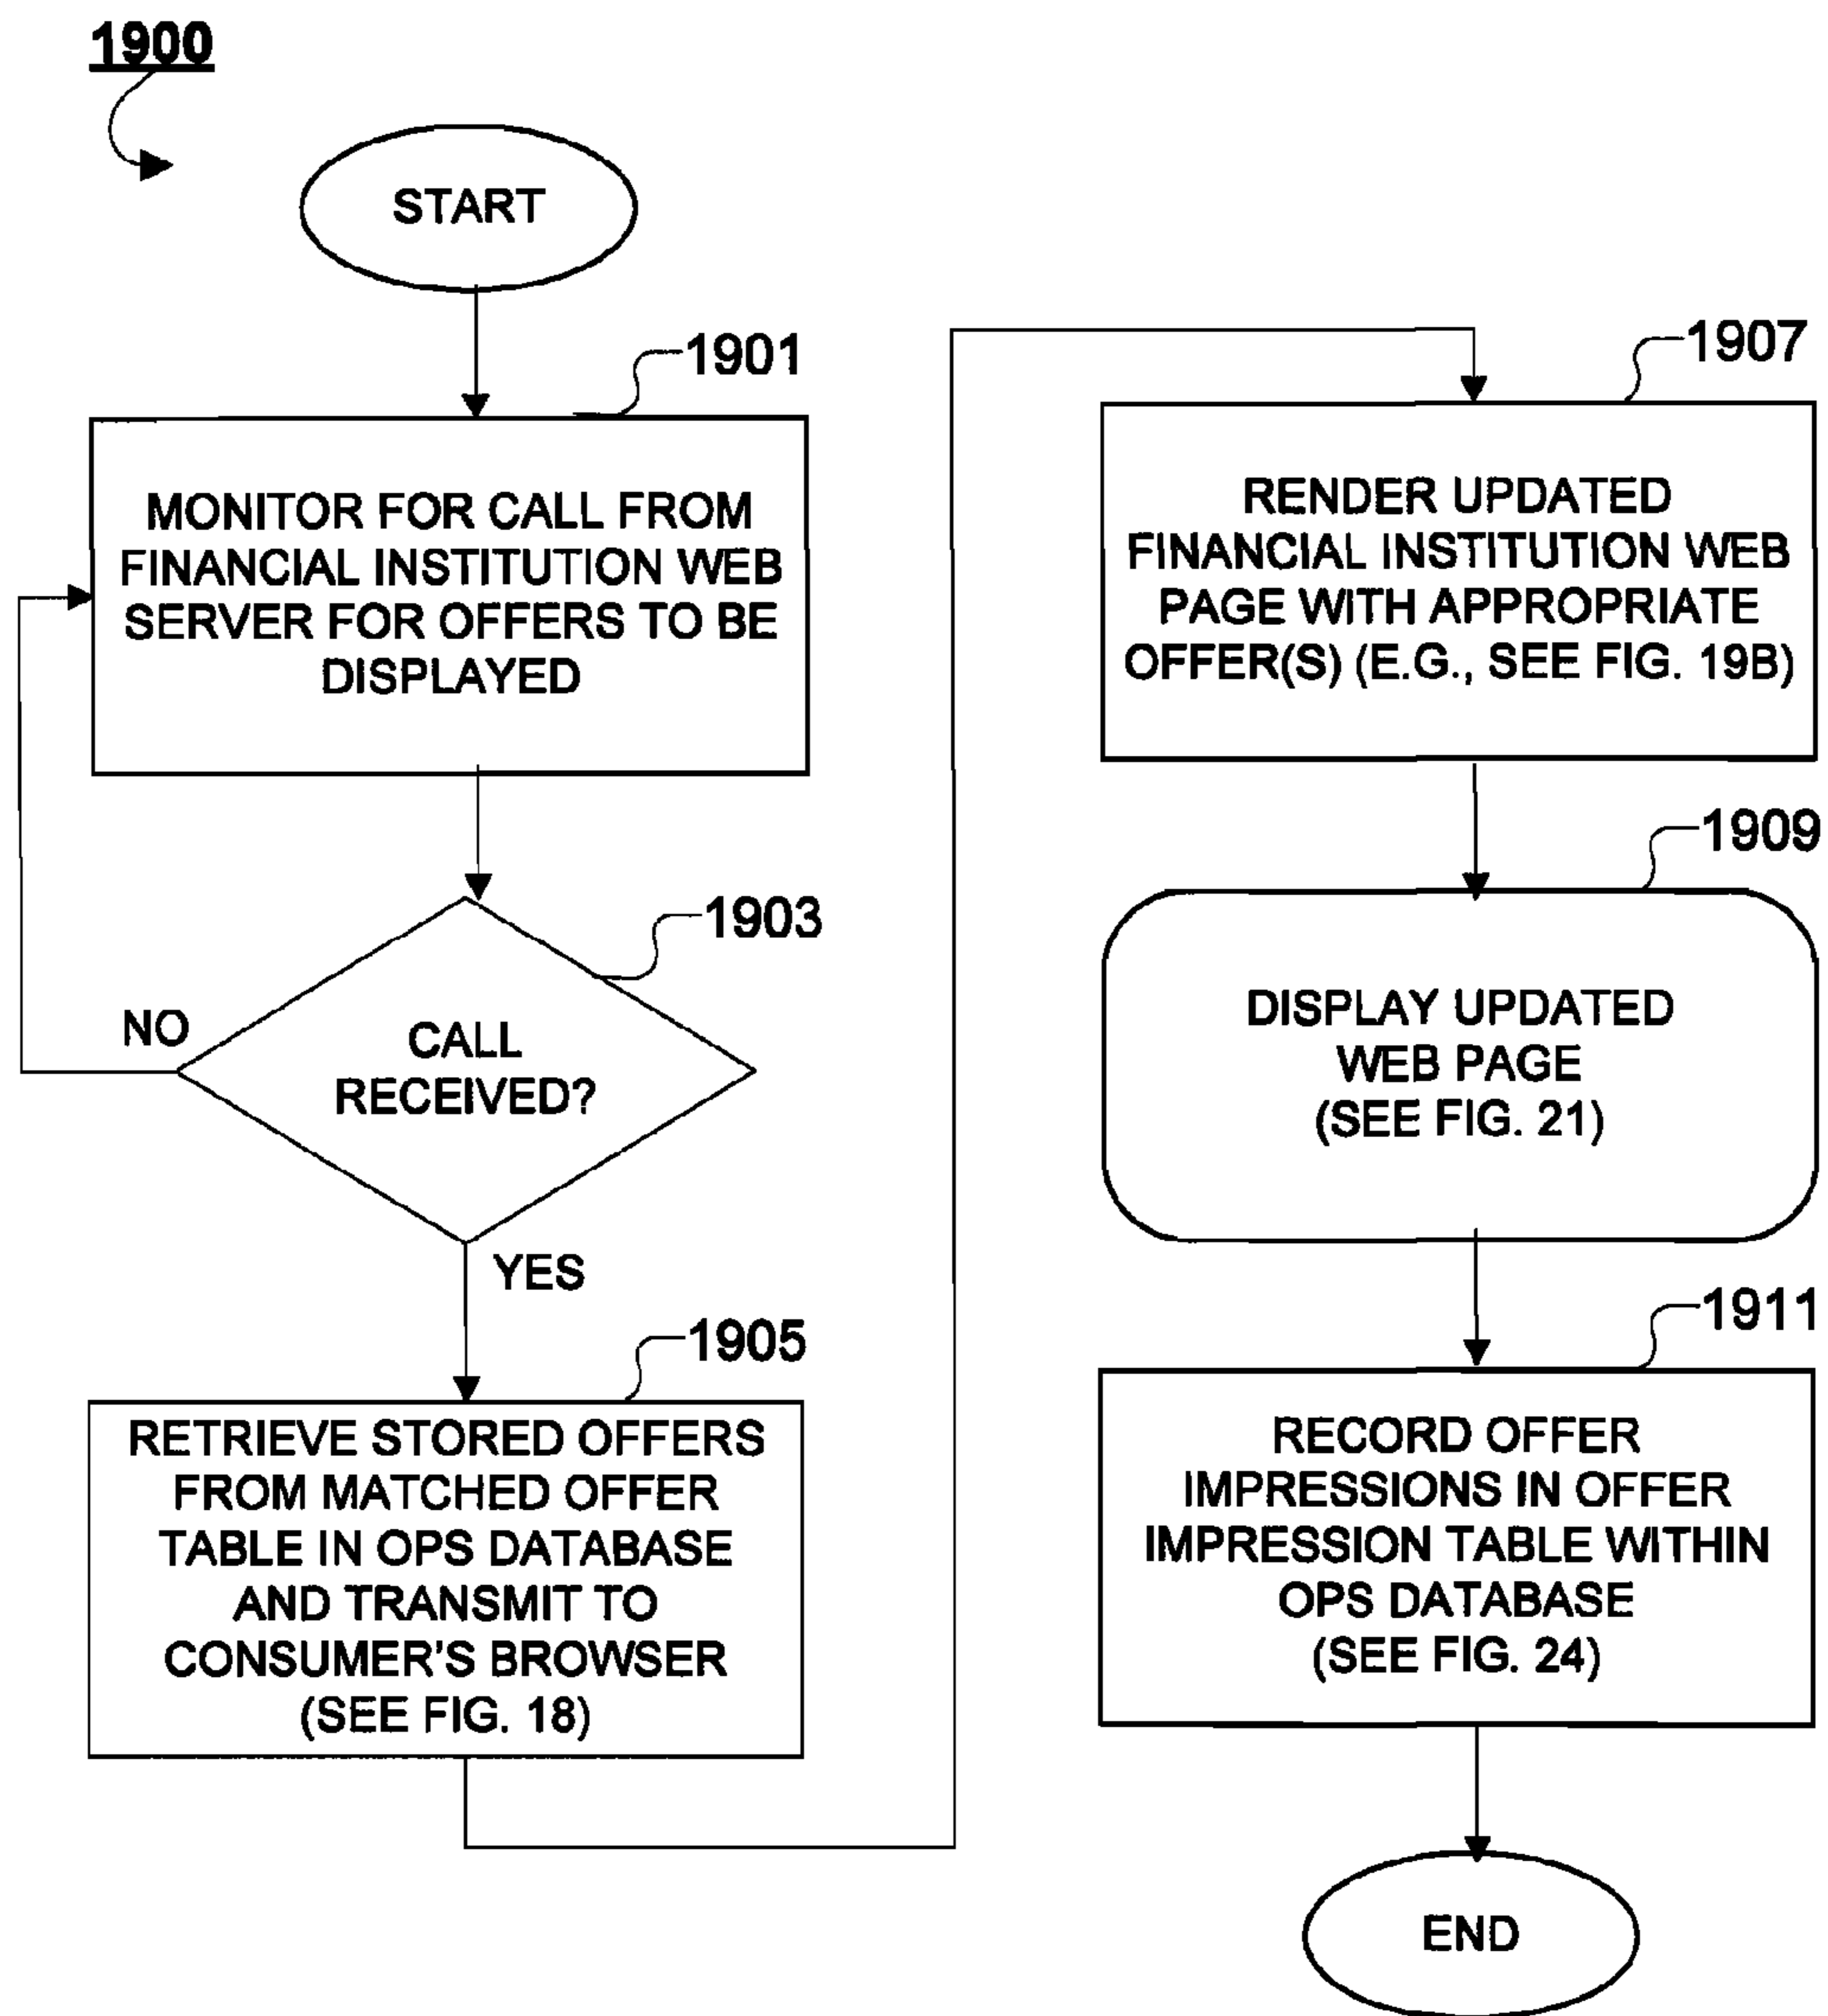 1900
START
1901
MONITOR FOR CALL FROM
FINANCIAL INSTITUTION WEB
SERVER FOR OFFERS TO BE
DISPLAYED
1903
NO
CALL
RECEIVED?
YES
1905
RETRIEVE STORED OFFERS
FROM MATCHED OFFER
TABLE IN OPS DATABASE
AND TRANSMIT TO
CONSUMER'S BROWSER
(SEE FIG. 18)
1907
RENDER UPDATED
FINANCIAL INSTITUTION WEB
PAGE WITH APPROPRIATE
OFFER(S) (E.G., SEE FIG. 19B)
1909
DISPLAY UPDATED
WEB PAGE
(SEE FIG. 21)
1911
RECORD OFFER
IMPRESSIONS IN OFFER
IMPRESSION TABLE WITHIN
OPS DATABASE
(SEE FIG. 24)
END